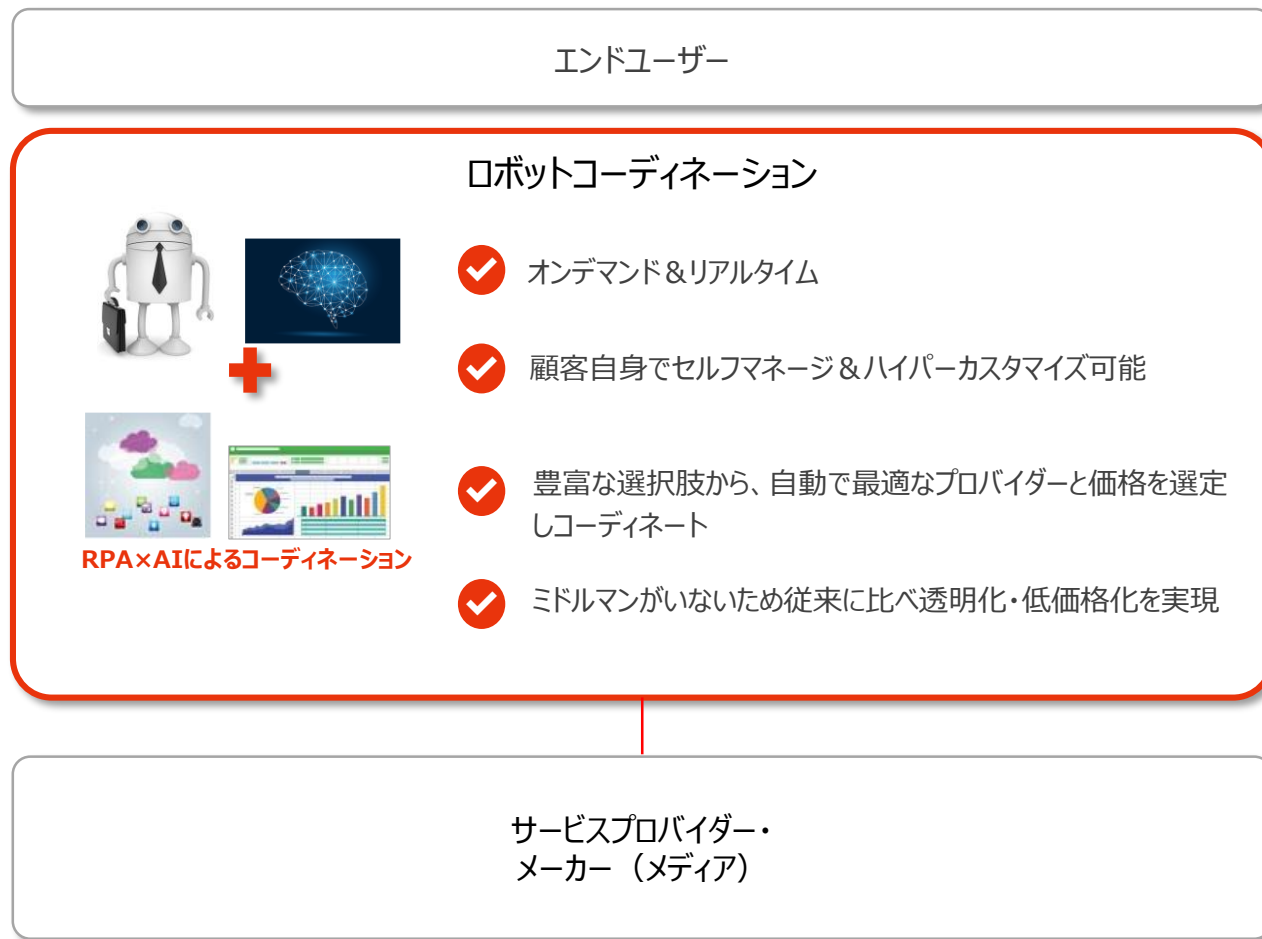 エンドユーザー
ロボットコーディネーション
オンデマンド＆リアルタイム
顧客自身でセルフマネージ＆ハイパーカスタマイズ可能
豊富な選択肢から、自動で最適なプロバイダーと価格を選定
しコーディネート
RPA×AIによるコーディネーション
ミドルマンがいないため従来に比べ透明化・低価格化を実現
サービスプロバイダー・
メーカー（メディア）